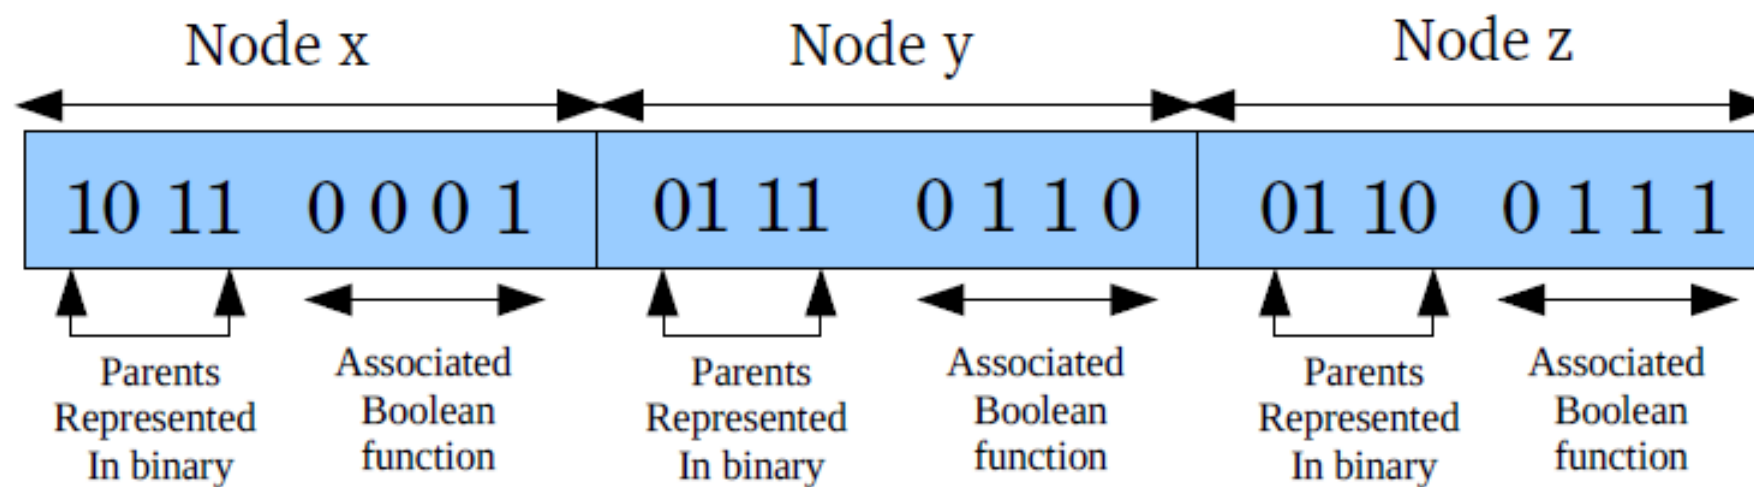 Node x Node y Node z
10 11 0 0 0 1 01 11 0 1 1 0 01 10 0 1 1 1
Parents Associated Parents Associated Parents Associated
Represented Boolean Represented Boolean Represented Boolean
In binary function In binary function In binary function